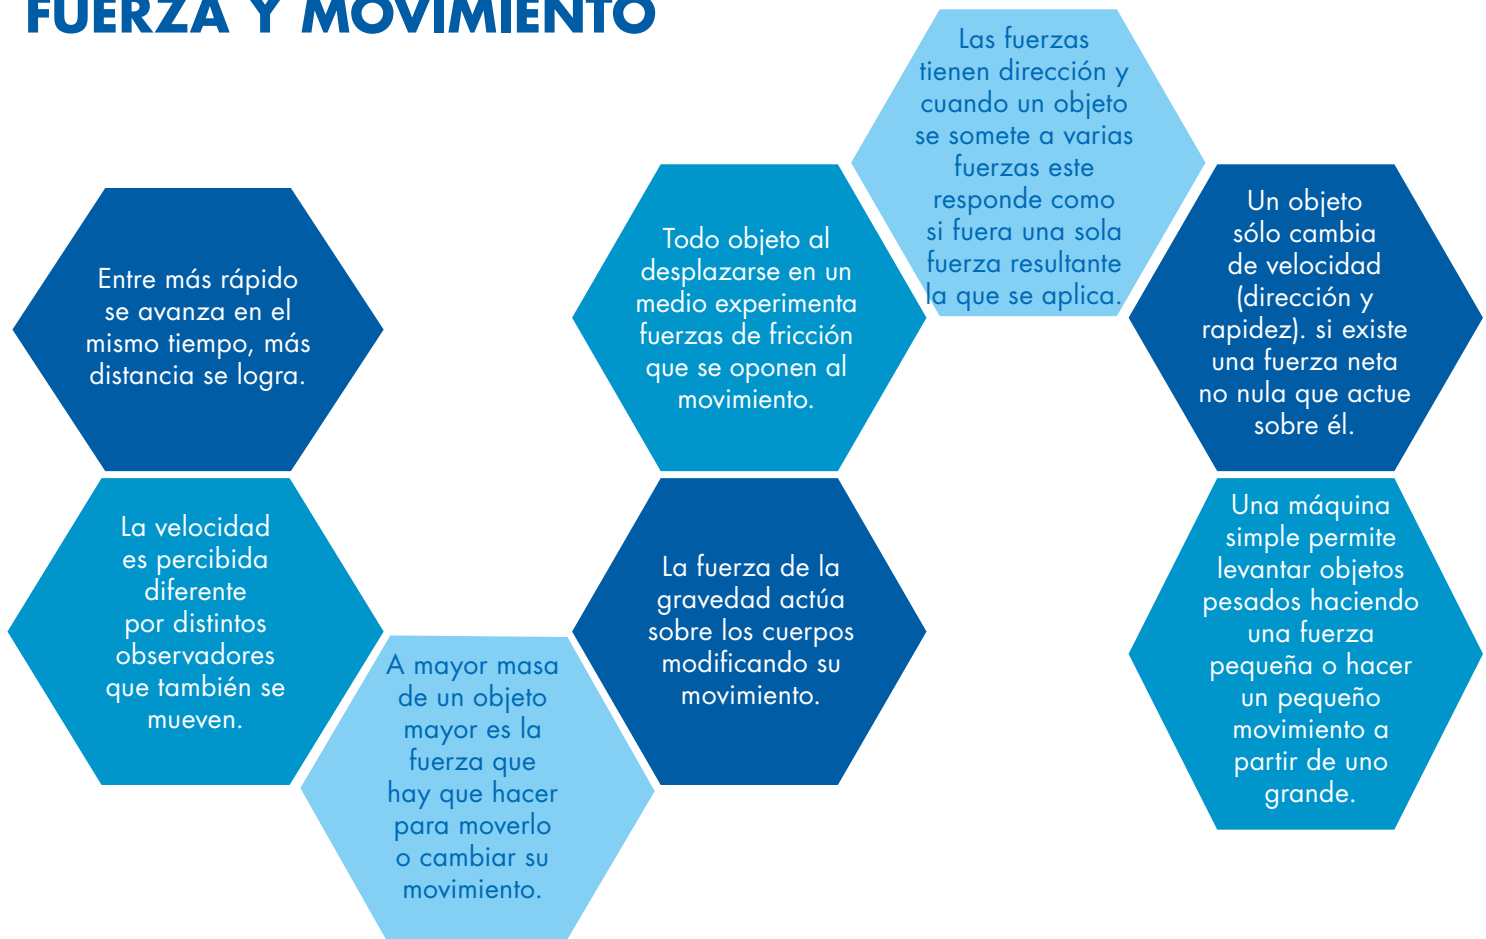 FUERZA Y MOVIMIENTO
Entre más rápido
se avanza en el
mismo tiempo, más
distancia se logra.
La velocidad
es percibida
diferente
por distintos
observadores
que también se
mueven.
A mayor masa
de un objeto
mayor es la
fuerza que
hay que hacer
para moverlo
o cambiar su
movimiento.
La fuerza de la
gravedad actúa
sobre los cuerpos
modificando su
movimiento.
Todo objeto al
desplazarse en un
medio experimenta
fuerzas de fricción
que se oponen al
movimiento.
Las fuerzas
tienen dirección y
cuando un objeto
se somete a varias
fuerzas este
responde como
si fuera una sola
fuerza resultante
la que se aplica.
Un objeto
sólo cambia
de velocidad
(dirección y
rapidez). si existe
una fuerza neta
no nula que actue
sobre él.
Una máquina
simple permite
levantar objetos
pesados haciendo
una fuerza
pequeña o hacer
un pequeño
movimiento a
partir de uno
grande.